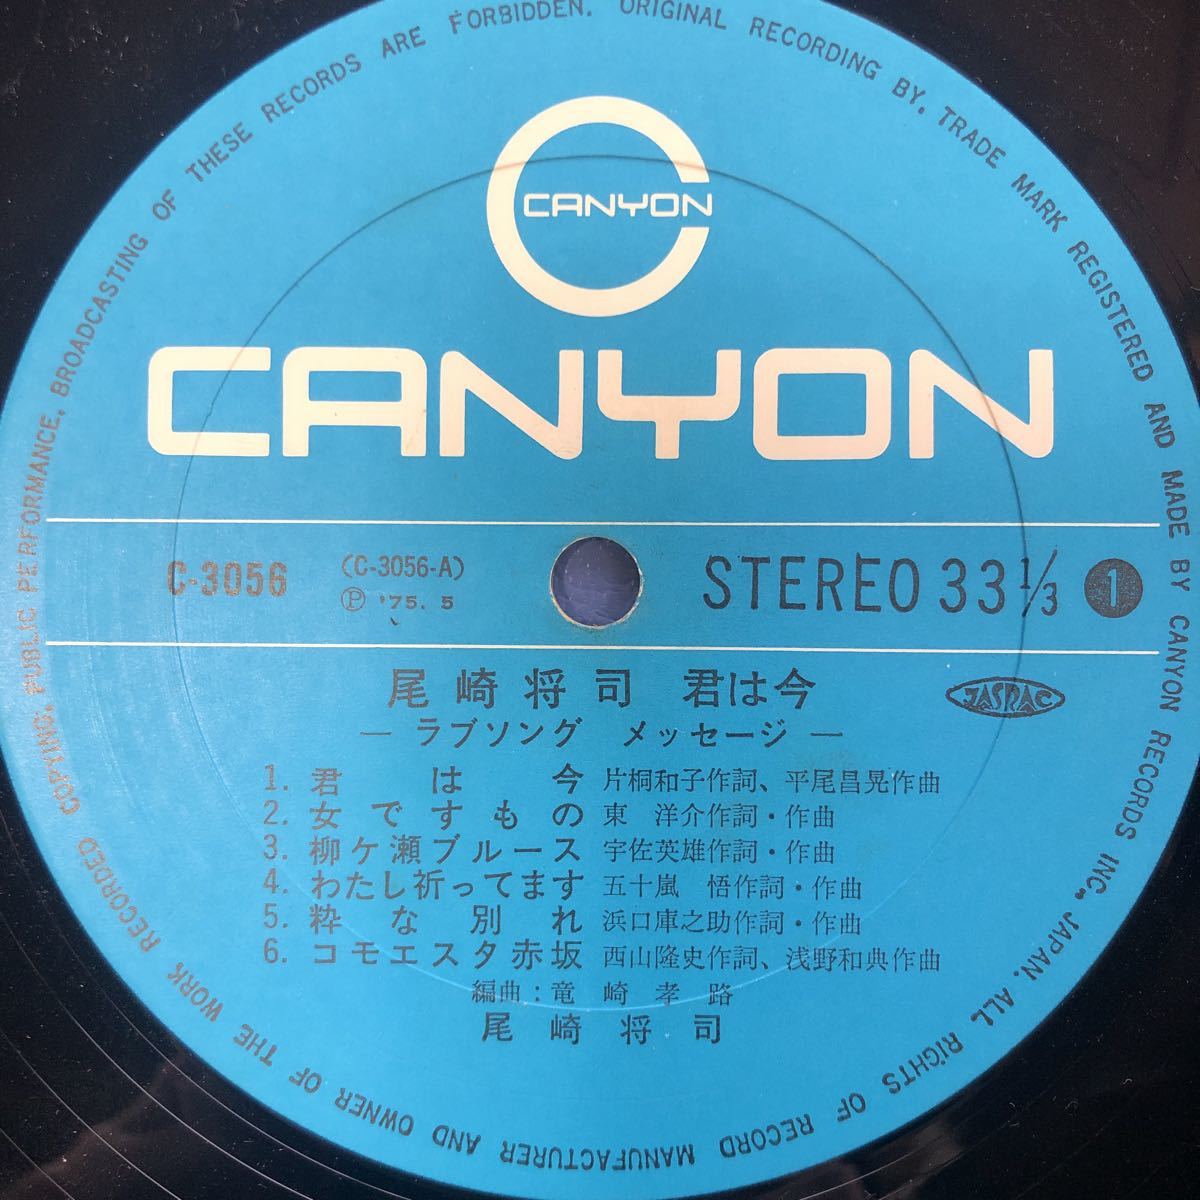 CANYON
CANYON
C-3056
(C-3056-A)
Ⓟ '75. 5
STEREO 33 1/3 1
尾崎将司 君は今
JASRAC
— ラブソング メッセージ —
1. 君は今 片桐和子作詞、平尾昌晃作曲
2. 女ですもの 東 洋介作詞・作曲
3. 柳ケ瀬ブルース 宇佐英雄作詞・作曲
4. わたし祈ってます 五十嵐 悟作詞・作曲
5. 粋な別れ 浜口庫之助作詞・作曲
6. コモエスタ赤坂 西山隆史作詞、浅野和典作曲
編曲：竜崎孝路
尾崎将司
ORIGINAL RECORDING BY. TRADE MARK REGISTERED AND MADE BY CANYON RECORDS INC., JAPAN. ALL RIGHTS OF RECORD MANUFACTURER AND OWNER OF THE WORK RECORDED COPYING, PUBLIC PERFORMANCE, BROADCASTING OF THESE RECORDS ARE FORBIDDEN.